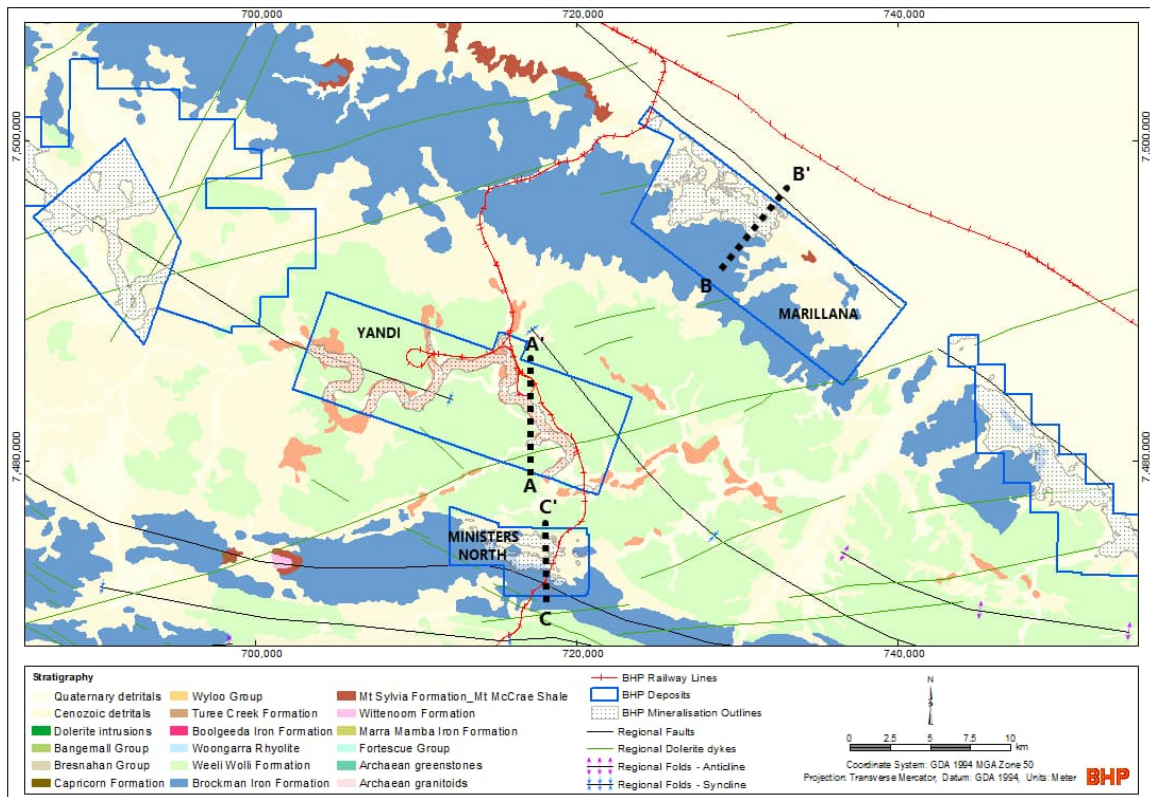 700,000
720,000
740,000
7,500,000
7,500,000
B'
B
MARILLANA
YANDI
A'
7,480,000
7,480,000
A
C'
MINISTERS
NORTH
C
700,000
720,000
740,000
Stratigraphy
Quaternary detritals
Cenozoic detritals
Dolerite intrusions
Bangemall Group
Bresnahan Group
Capricorn Formation
Wyloo Group
Turee Creek Formation
Boolgeeda Iron Formation
Woongarra Rhyolite
Weeli Wolli Formation
Brockman Iron Formation
Mt Sylvia Formation_Mt McCrae Shale
Wittenoom Formation
Marra Mamba Iron Formation
Fortescue Group
Archaean greenstones
Archaean granitoids
BHP Railway Lines
BHP Deposits
BHP Mineralisation Outlines
Regional Faults
Regional Dolerite dykes
Regional Folds - Anticline
Regional Folds - Syncline
N
0 2.5 5 7.5 10
km
Coordinate System: GDA 1994 MGA Zone 50
Projection: Transverse Mercator, Datum: GDA 1994, Units: Meter
BHP